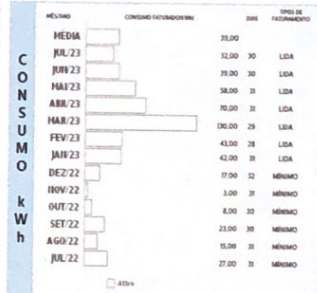 MÊS/ANO CONSUMO FATURADO kWh DIAS TIPOS DE FATURAMENTO
CONSUMO kWh
MÉDIA 39,00
JUL/23 32,00 30 LIDA
JUN/23 39,00 30 LIDA
MAI/23 58,00 31 LIDA
ABR/23 70,00 31 LIDA
MAR/23 130,00 29 LIDA
FEV/23 43,00 28 LIDA
JAN/23 42,00 31 LIDA
DEZ/22 17,00 32 MÍNIMO
NOV/22 3,00 31 MÍNIMO
OUT/22 8,00 30 MÍNIMO
SET/22 23,00 30 MÍNIMO
AGO/22 15,00 31 MÍNIMO
JUL/22 27,00 31 MÍNIMO
Ativo